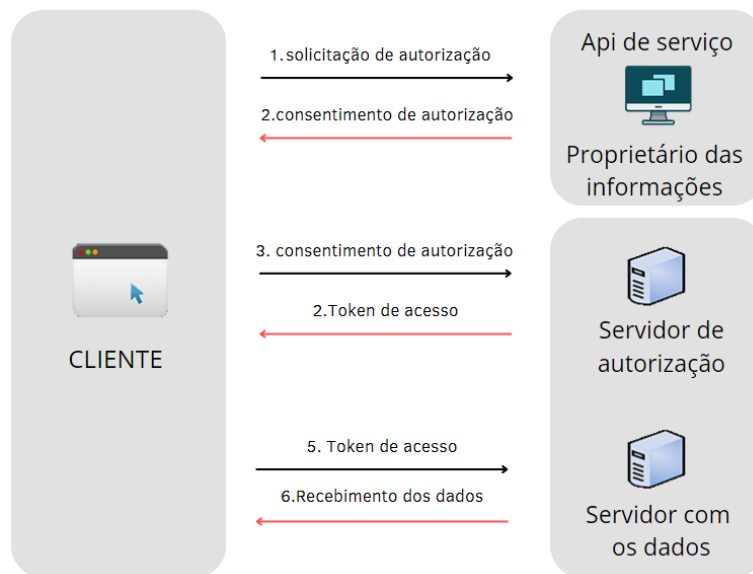 Api de serviço
1.solicitação de autorização
2.consentimento de autorização
Proprietário das
informações
3. consentimento de autorização
2.Token de acesso
Servidor de
autorização
CLIENTE
5. Token de acesso
6.Recebimento dos dados
Servidor com
os dados